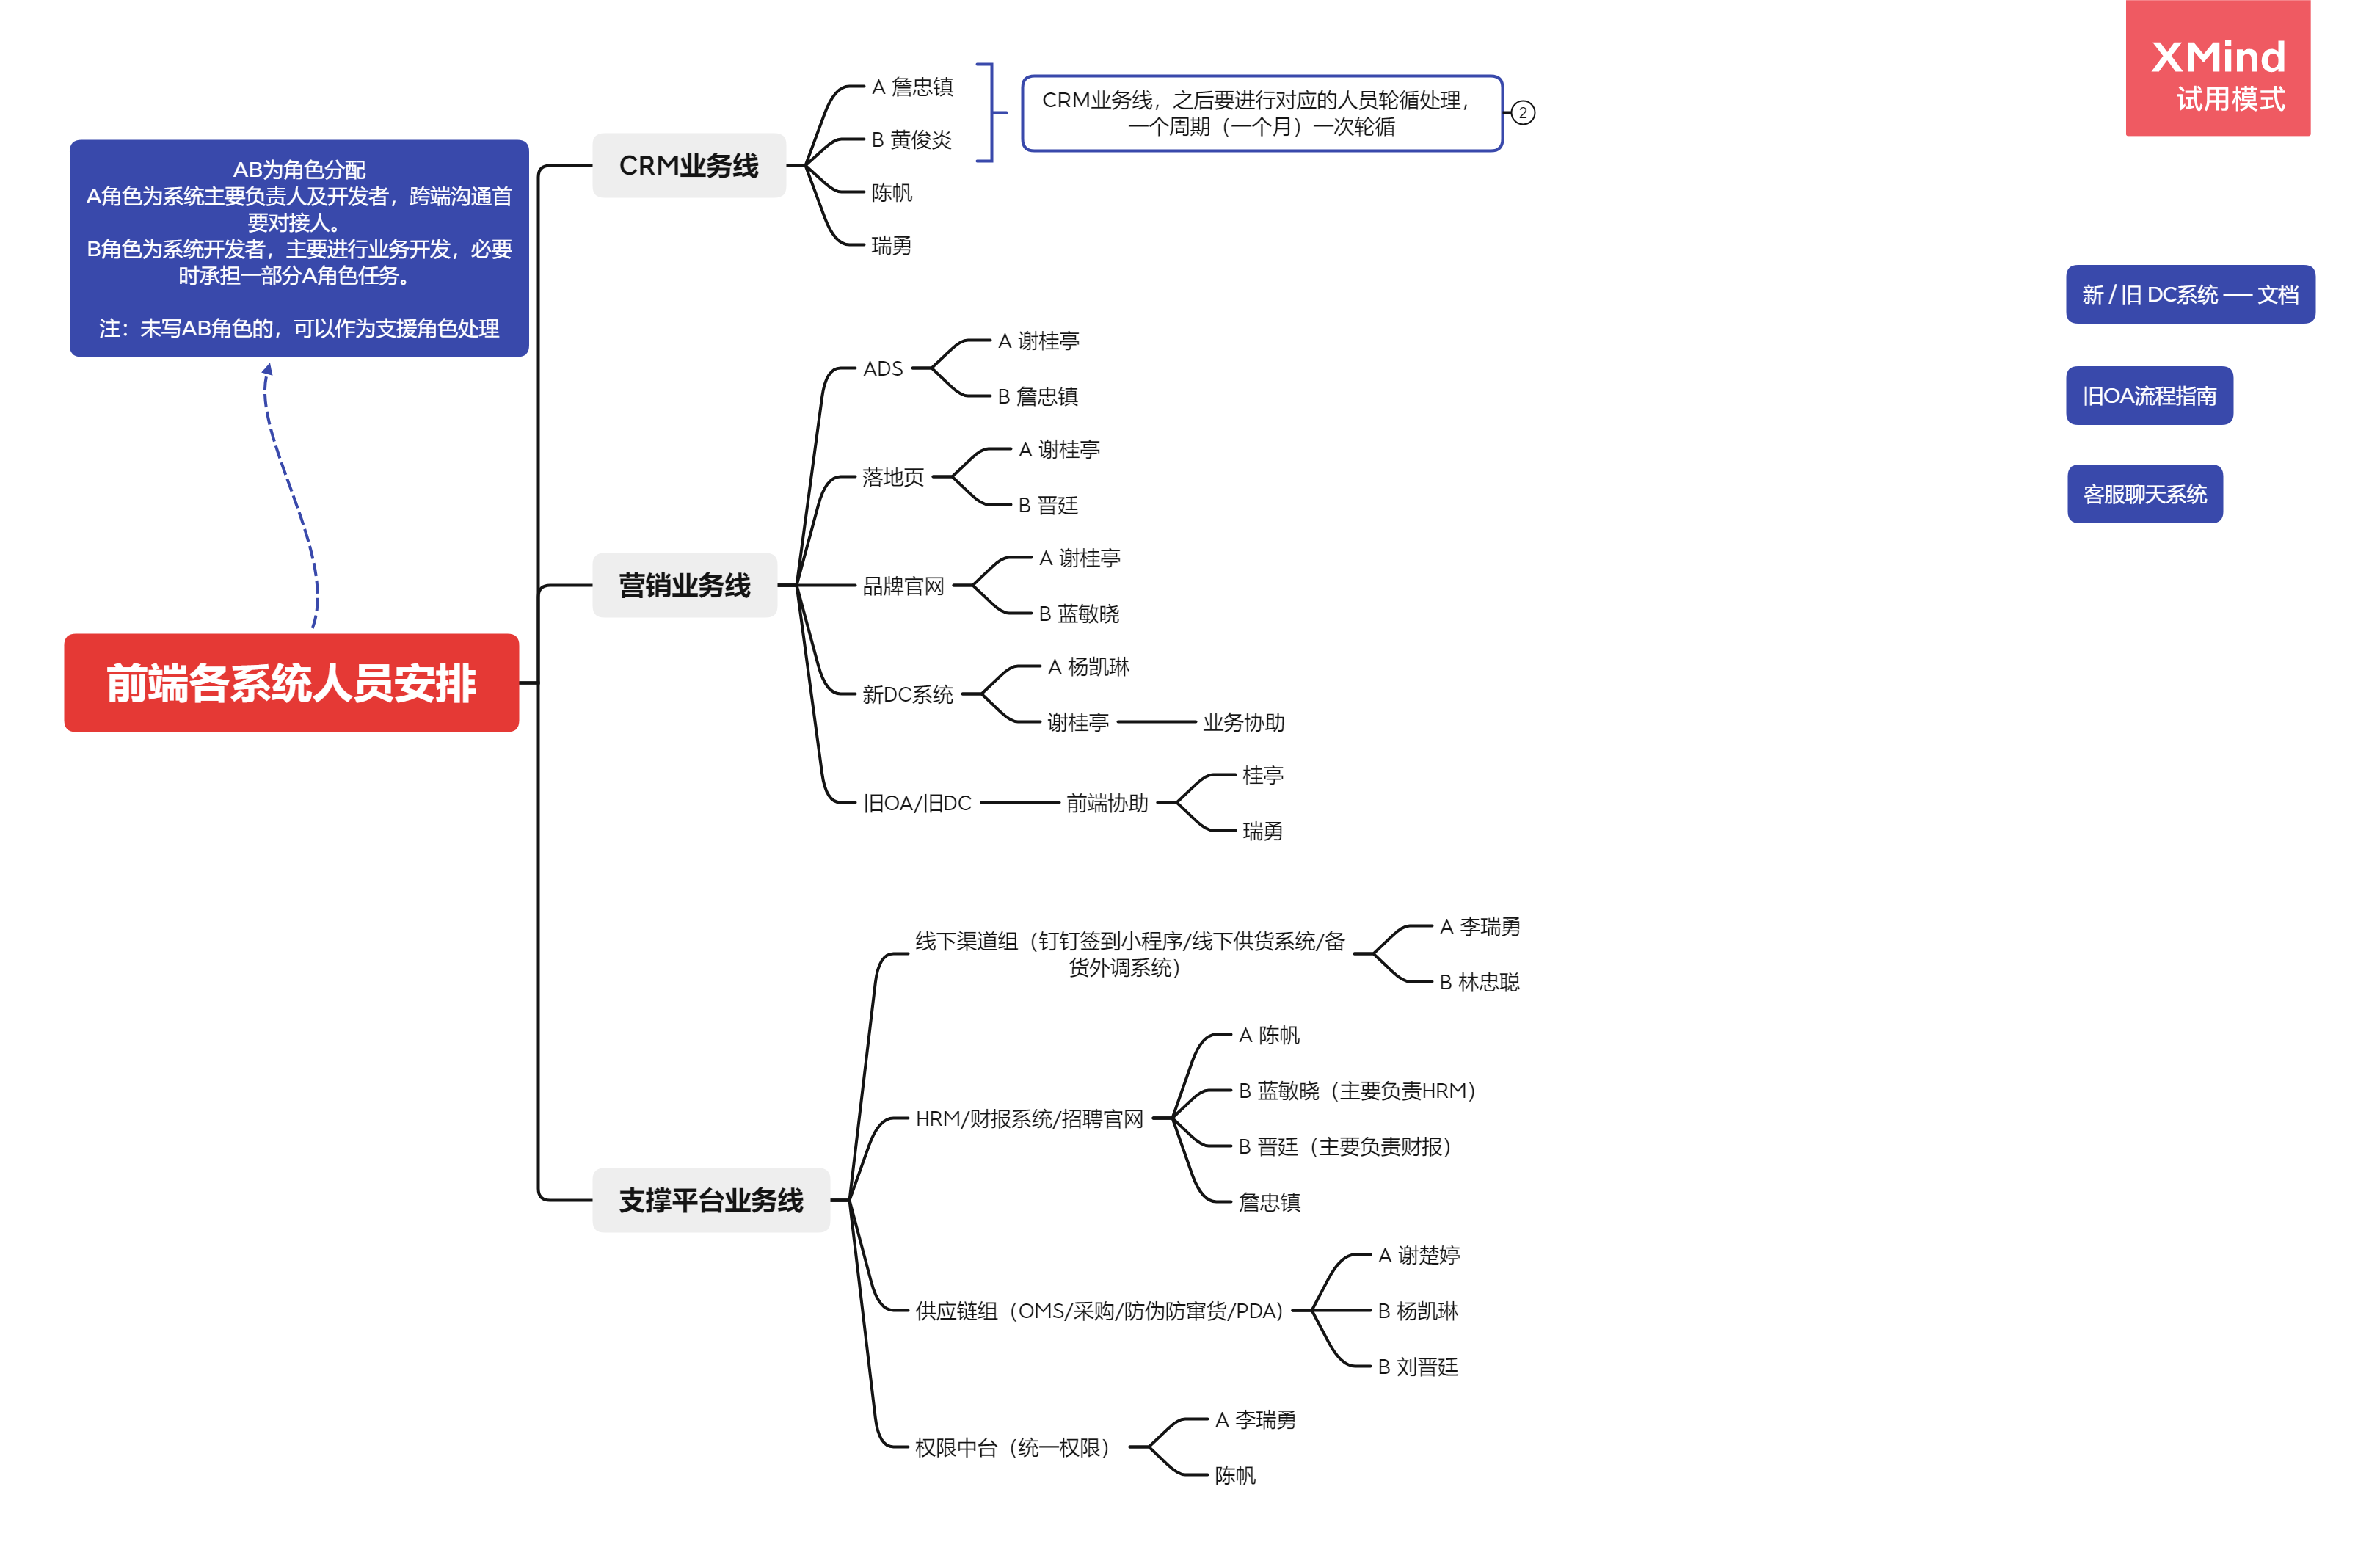 XMind
试用模式
AB为角色分配
A角色为系统主要负责人及开发者，跨端沟通首
要对接人。
B角色为系统开发者，主要进行业务开发，必要
时承担一部分A角色任务。
注：未写AB角色的，可以作为支援角色处理
前端各系统人员安排
CRM业务线
A 詹忠镇
B 黄俊炎
陈帆
瑞勇
CRM业务线，之后要进行对应的人员轮循处理，
一个周期（一个月）一次轮循
2
营销业务线
ADS
A 谢桂亭
B 詹忠镇
落地页
A 谢桂亭
B 晋廷
品牌官网
A 谢桂亭
B 蓝敏晓
新DC系统
A 杨凯琳
谢桂亭
业务协助
旧OA/旧DC
前端协助
桂亭
瑞勇
支撑平台业务线
线下渠道组（钉钉签到小程序/线下供货系统/备
货外调系统）
A 李瑞勇
B 林忠聪
HRM/财报系统/招聘官网
A 陈帆
B 蓝敏晓（主要负责HRM）
B 晋廷（主要负责财报）
詹忠镇
供应链组（OMS/采购/防伪防窜货/PDA)
A 谢楚婷
B 杨凯琳
B 刘晋廷
权限中台（统一权限）
A 李瑞勇
陈帆
新 / 旧 DC系统 —— 文档
旧OA流程指南
客服聊天系统